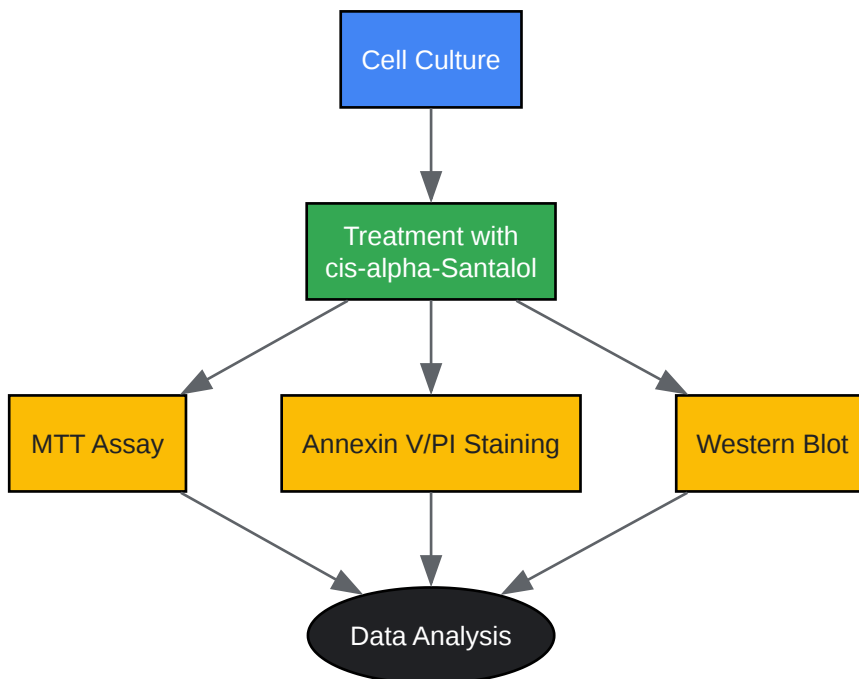 Cell Culture
Treatment with
cis-alpha-Santalol
MTT Assay
Annexin V/PI Staining
Western Blot
Data Analysis